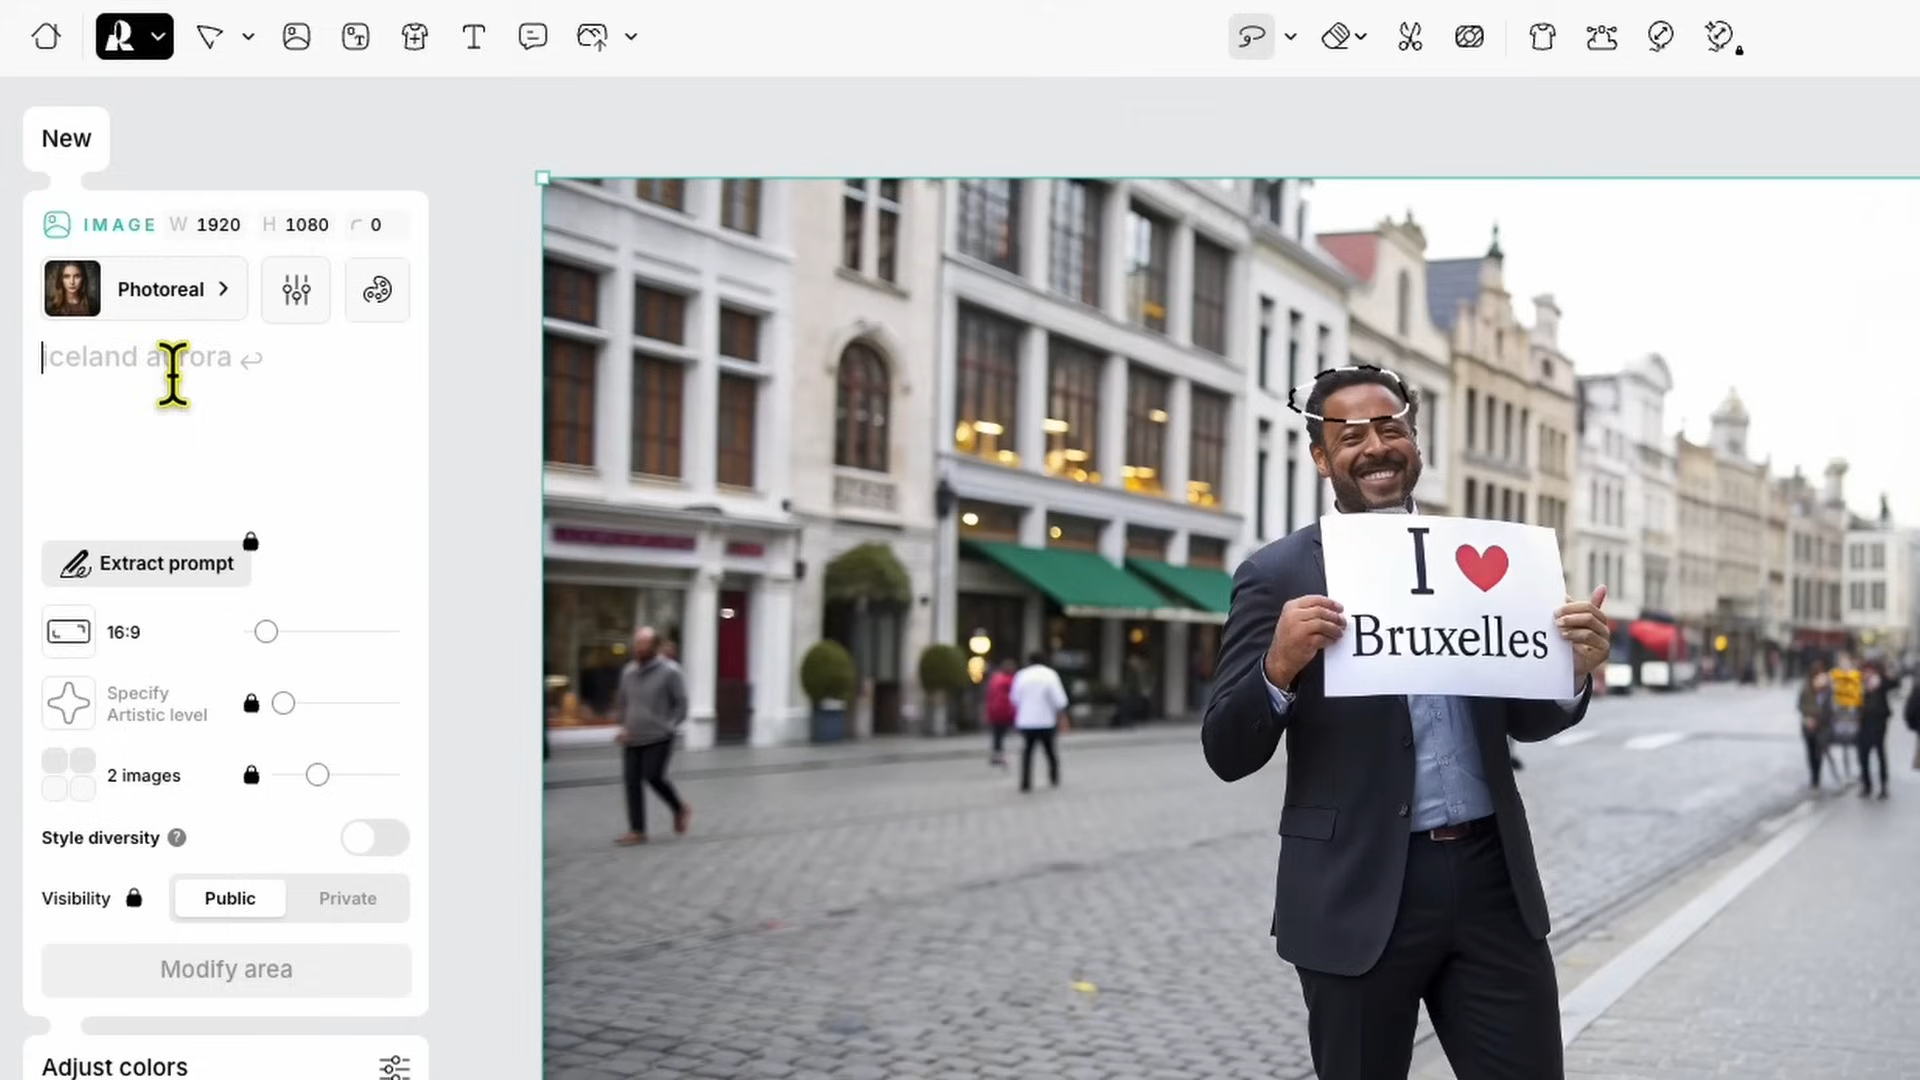 New
IMAGE W 1920 H 1080 0
Photoreal
iceland aurora
Extract prompt
16:9
Specify
Artistic level
2 images
Style diversity ?
Visibility Public Private
Modify area
Adjust colors
T
T
I ♥
Bruxelles